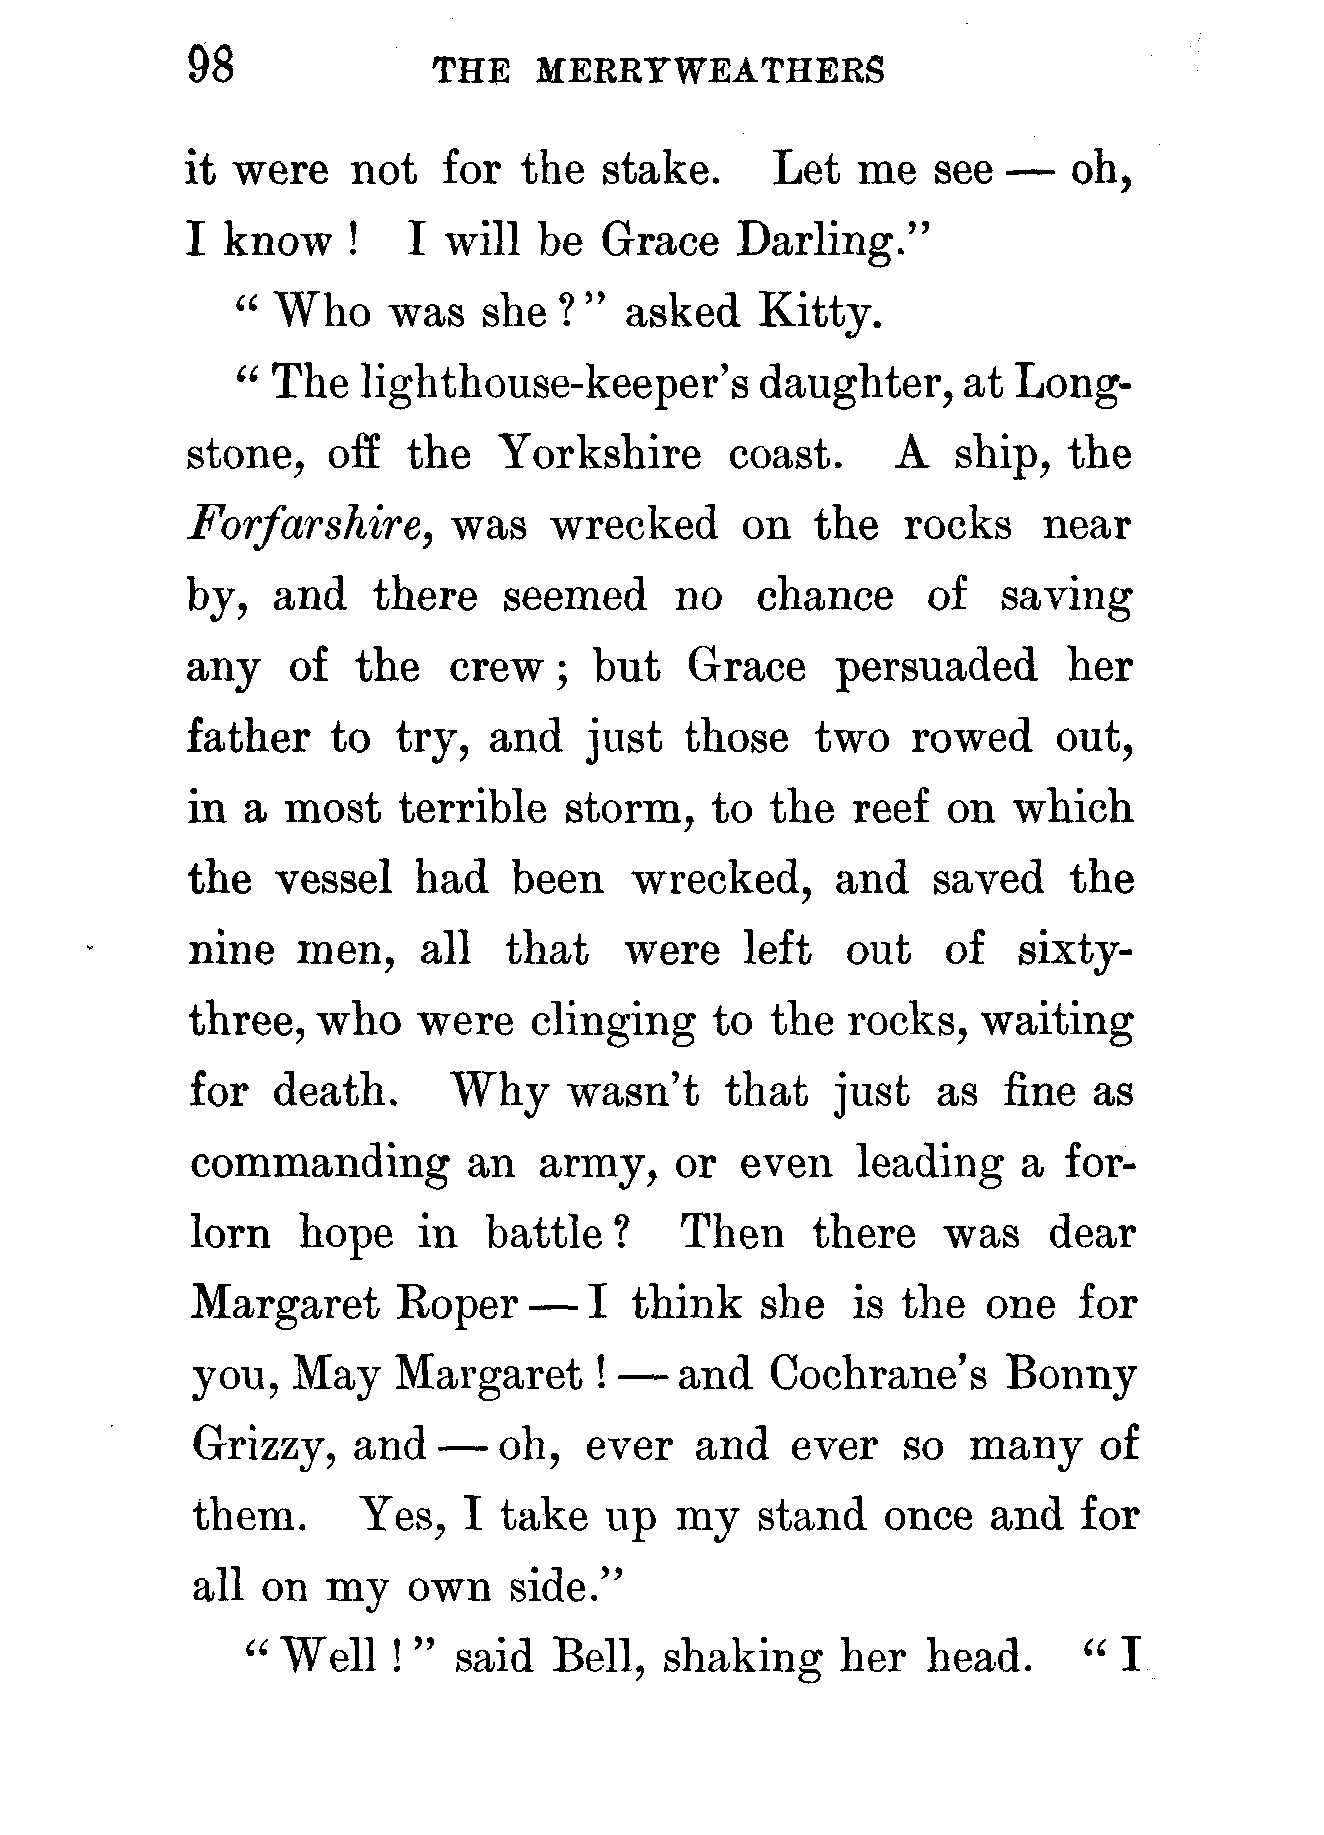 98 THE MERRYWEATHERS
it were not for the stake. Let me see — oh,
I know ! I will be Grace Darling."
" Who was she ? " asked Kitty.
" The lighthouse-keeper's daughter, at Long-
stone, off the Yorkshire coast. A ship, the
Forfarshire, was wrecked on the rocks near
by, and there seemed no chance of saving
any of the crew ; but Grace persuaded her
father to try, and just those two rowed out,
in a most terrible storm, to the reef on which
the vessel had been wrecked, and saved the
nine men, all that were left out of sixty-
three, who were clinging to the rocks, waiting
for death. Why wasn't that just as fine as
commanding an army, or even leading a for-
lorn hope in battle ? Then there was dear
Margaret Roper — I think she is the one for
you, May Margaret ! — and Cochrane's Bonny
Grizzy, and — oh, ever and ever so many of
them. Yes, I take up my stand once and for
all on my own side."
" Well ! " said Bell, shaking her head. " I